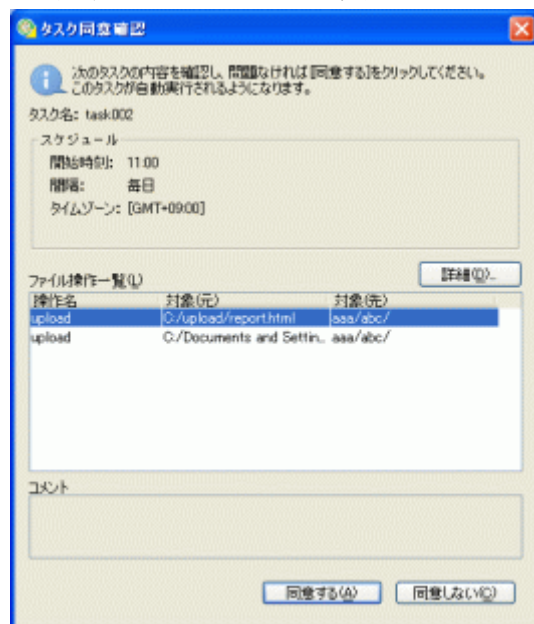 タスク同意確認
次のタスクの内容を確認し、問題なければ[同意する]をクリックしてください。
このタスクが自動実行されるようになります。
タスク名: task002
スケジュール
開始時刻: 11:00
間隔: 毎日
タイムゾーン: [GMT+09:00]
ファイル操作一覧(L) 詳細(D)...
操作名 対象(元) 対象(先)
upload C:/upload/report.html aaa/abc/
upload C:/Documents and Settin... aaa/abc/
コメント
同意する(A) 同意しない(C)